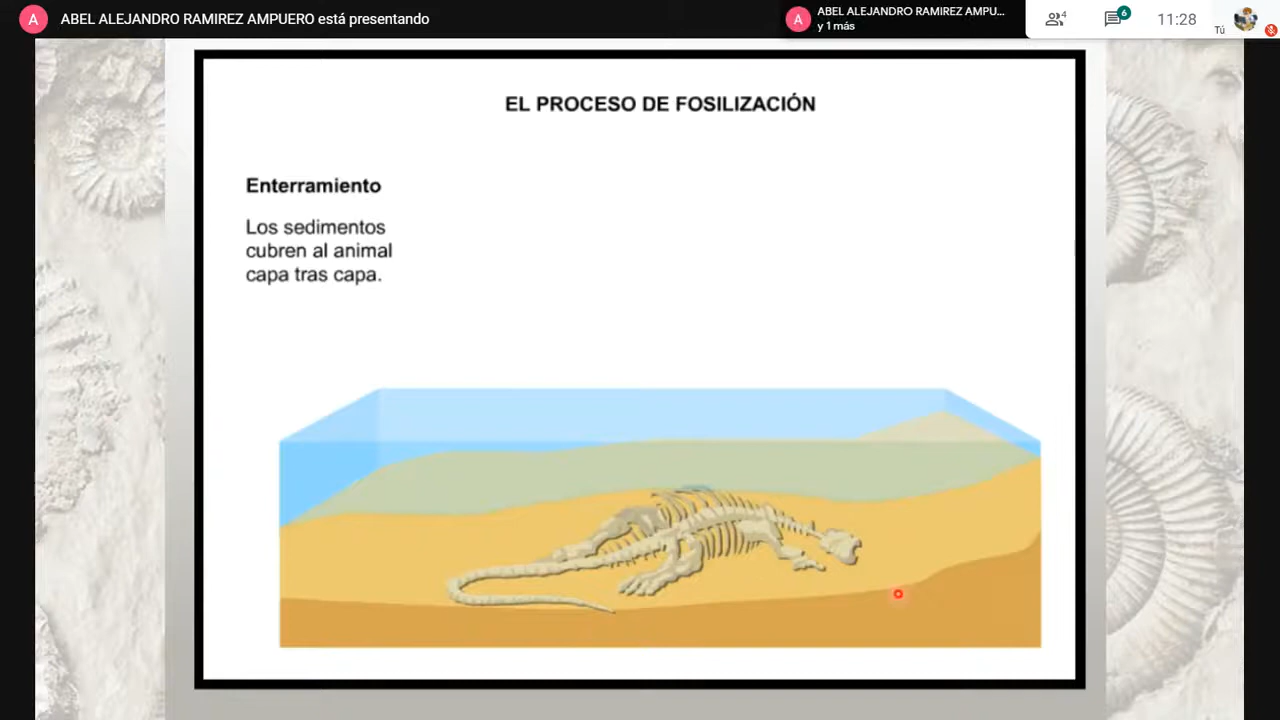 A ABEL ALEJANDRO RAMIREZ AMPUERO está presentando
A ABEL ALEJANDRO RAMIREZ AMPU...
y 1 más
4
6
11:28
Tú
EL PROCESO DE FOSILIZACIÓN
Enterramiento
Los sedimentos
cubren al animal
capa tras capa.